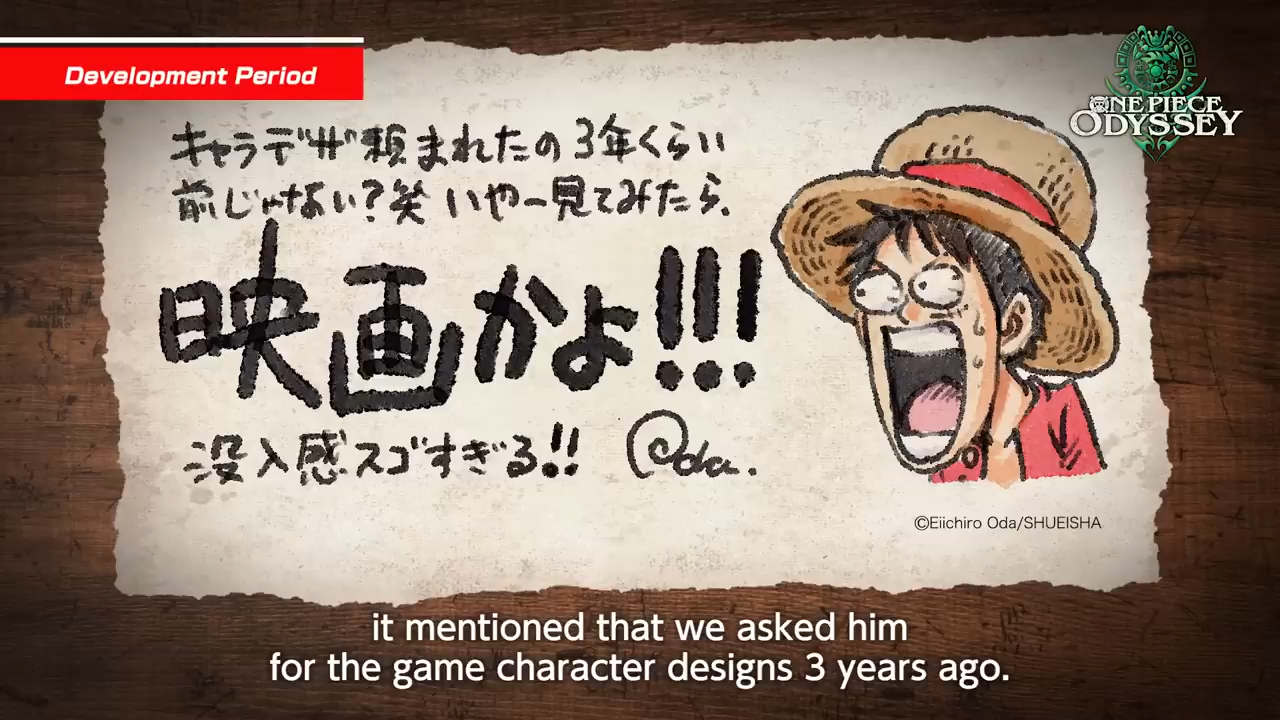 Development Period
ONE PIECE
ODYSSEY
キャラデザ頼まれたの3年くらい
前じゃない?笑 いやー見てみたら、
映画かよ!!!
没入感スゴすぎる!! Oda.
©Eiichiro Oda/SHUEISHA
it mentioned that we asked him
for the game character designs 3 years ago.